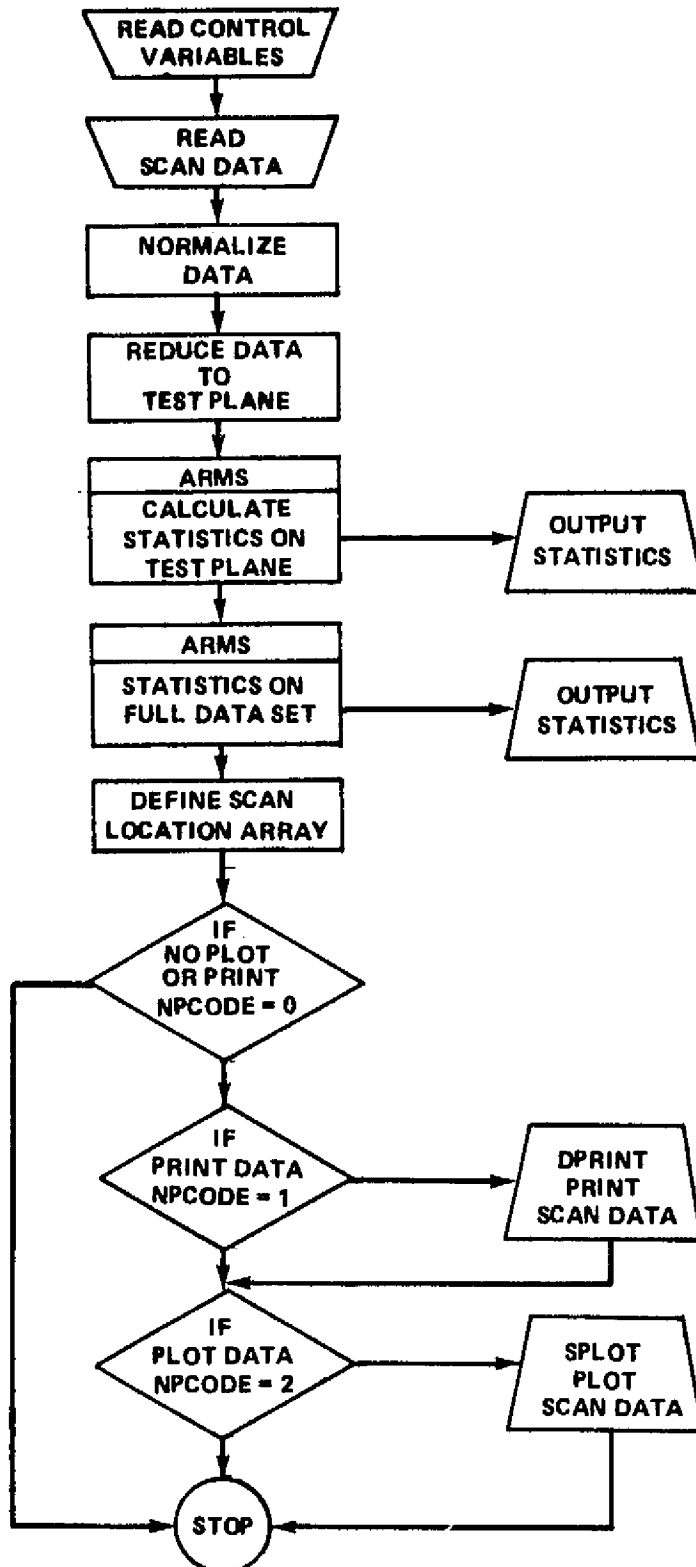 READ CONTROL
VARIABLES
READ
SCAN DATA
NORMALIZE
DATA
REDUCE DATA
TO
TEST PLANE
ARMS
CALCULATE
STATISTICS ON
TEST PLANE
OUTPUT
STATISTICS
ARMS
STATISTICS ON
FULL DATA SET
OUTPUT
STATISTICS
DEFINE SCAN
LOCATION ARRAY
IF
NO PLOT
OR PRINT
NPCODE = 0
IF
PRINT DATA
NPCODE = 1
DPRINT
PRINT
SCAN DATA
IF
PLOT DATA
NPCODE = 2
SPLOT
PLOT
SCAN DATA
STOP